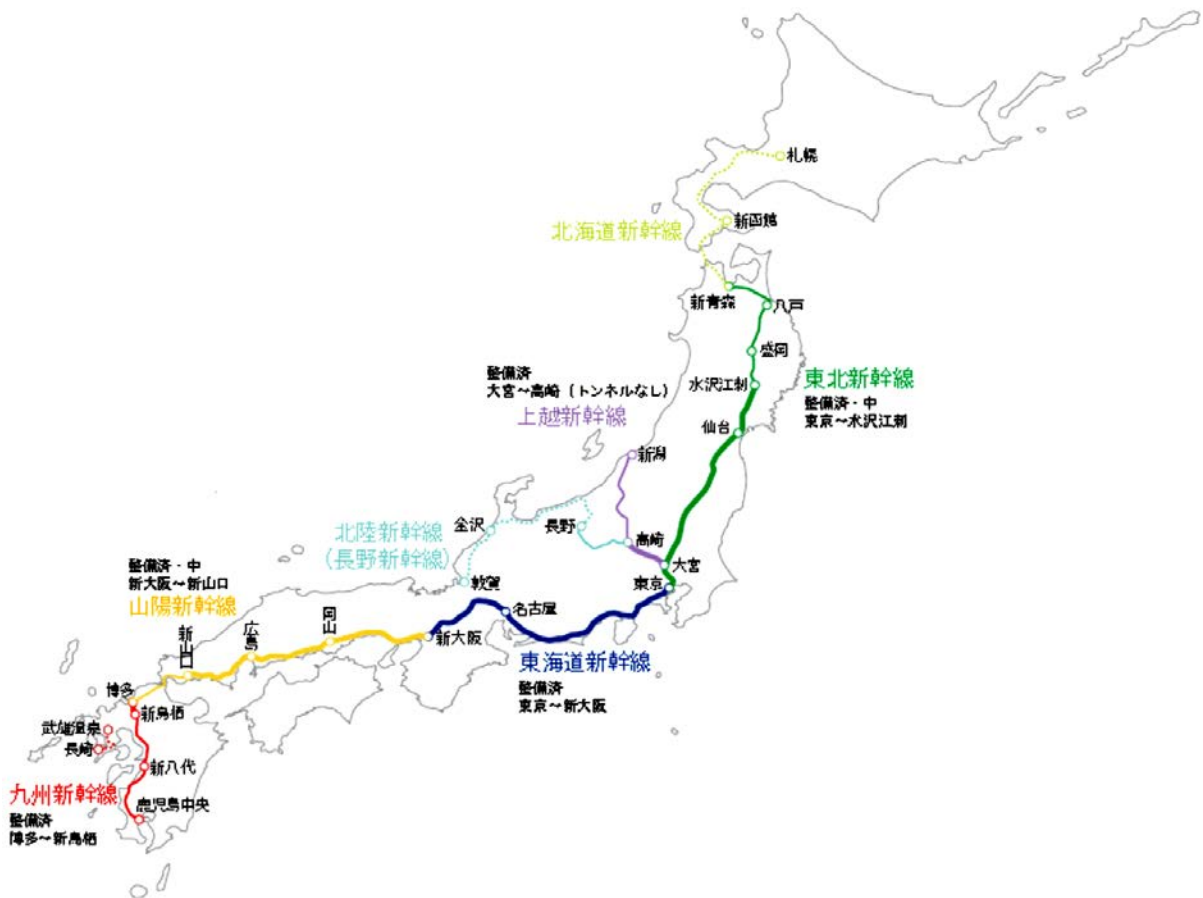 札幌
新函館
北海道新幹線
新青森
八戸
盛岡
水沢江刺
東北新幹線
整備済・中
東京～水沢江刺
仙台
整備済
大宮～高崎（トンネルなし）
上越新幹線
新潟
高崎
大宮
東京
長野
金沢
敦賀
北陸新幹線
(長野新幹線)
整備済・中
新大阪～新山口
山陽新幹線
新山口
広島
岡山
新大阪
名古屋
東海道新幹線
整備済
東京～新大阪
博多
新鳥栖
武雄温泉
長崎
新八代
九州新幹線
鹿児島中央
整備済
博多～新鳥栖